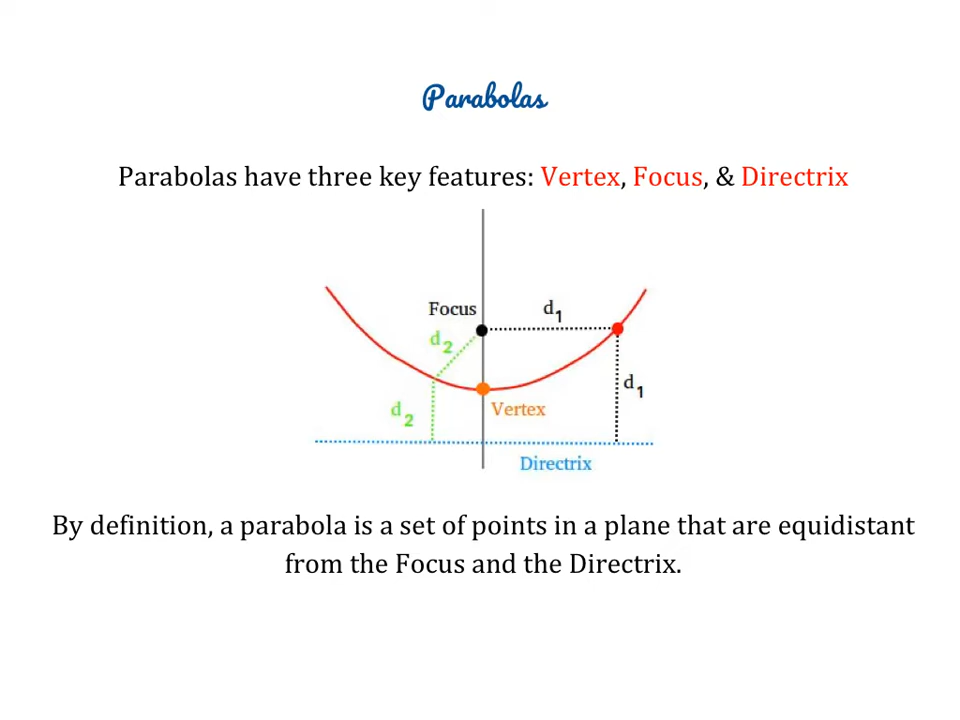 Parabolas
Parabolas have three key features: Vertex, Focus, & Directrix
Focus
d1
d2
d1
d2
Vertex
Directrix
By definition, a parabola is a set of points in a plane that are equidistant
from the Focus and the Directrix.